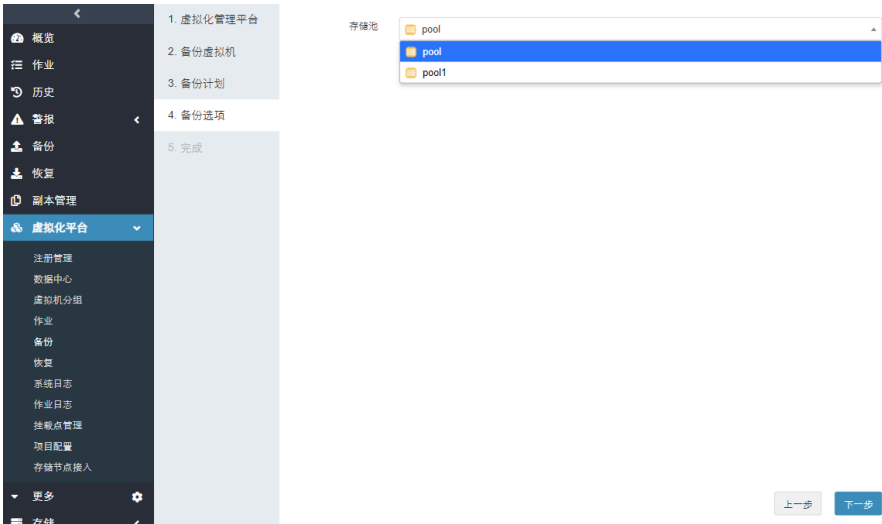 概览
作业
历史
警报
备份
恢复
副本管理
虚拟化平台
注册管理
数据中心
虚拟机分组
作业
备份
恢复
系统日志
作业日志
挂载点管理
项目配置
存储节点接入
更多
存储
1. 虚拟化管理平台
2. 备份虚拟机
3. 备份计划
4. 备份选项
5. 完成
存储池
pool
pool
pool1
上一步
下一步